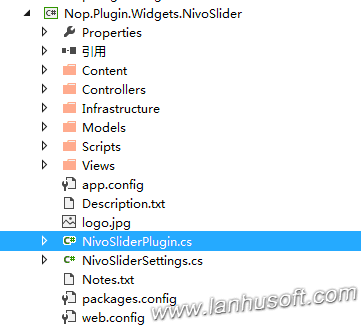 Nop.Plugin.Widgets.NivoSlider
Properties
引用
Content
Controllers
Infrastructure
Models
Scripts
Views
app.config
Description.txt
logo.jpg
NivoSliderPlugin.cs
NivoSliderSettings.cs
Notes.txt
packages.config
web.config
www.lanhusoft.com